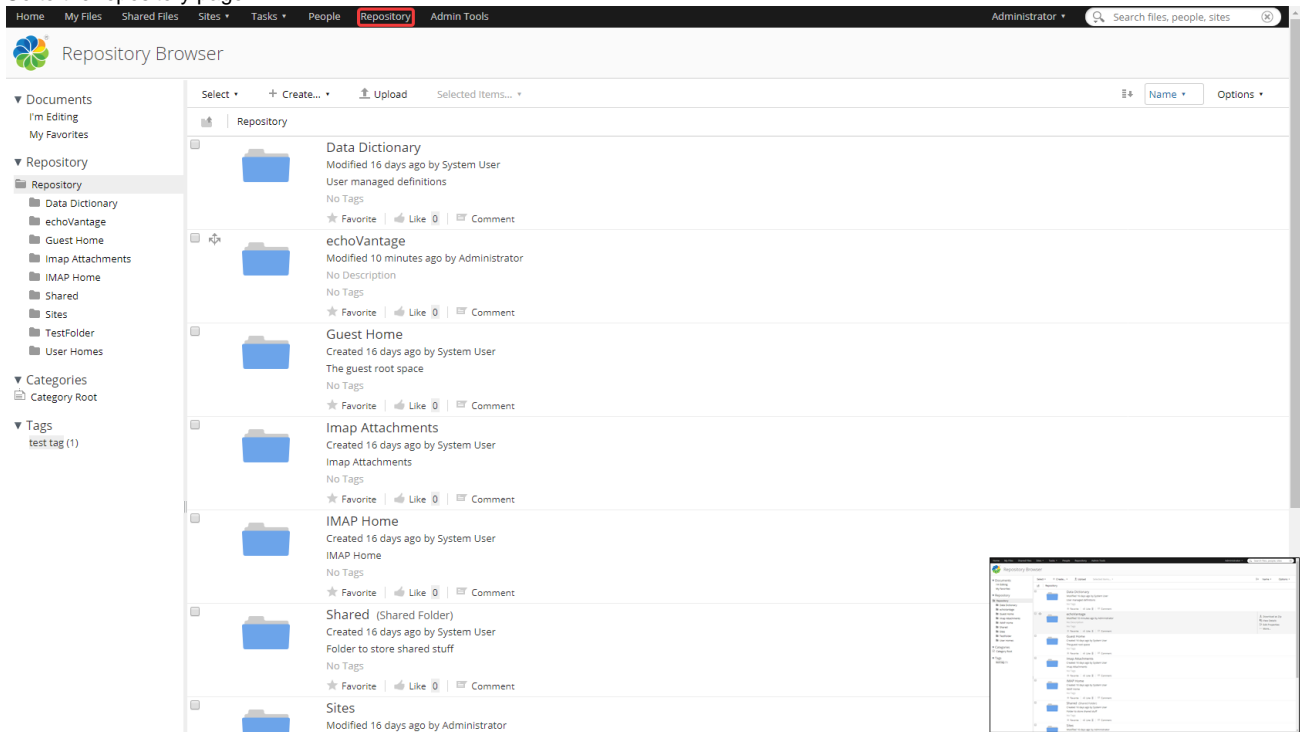 Home My Files Shared Files Sites Tasks People Repository Admin Tools Administrator Search files, people, sites
Repository Browser
Documents
I'm Editing
My Favorites
Repository
Repository
Data Dictionary
echoVantage
Guest Home
Imap Attachments
IMAP Home
Shared
Sites
TestFolder
User Homes
Categories
Category Root
Tags
test tag (1)
Select + Create... Upload Selected Items... Name Options
Repository
Data Dictionary
Modified 16 days ago by System User
User managed definitions
No Tags
Favorite Like 0 Comment
echoVantage
Modified 10 minutes ago by Administrator
No Description
No Tags
Favorite Like 0 Comment
Guest Home
Created 16 days ago by System User
The guest root space
No Tags
Favorite Like 0 Comment
Imap Attachments
Created 16 days ago by System User
Imap Attachments
No Tags
Favorite Like 0 Comment
IMAP Home
Created 16 days ago by System User
IMAP Home
No Tags
Favorite Like 0 Comment
Shared (Shared Folder)
Created 16 days ago by System User
Folder to store shared stuff
No Tags
Favorite Like 0 Comment
Sites
Modified 16 days ago by Administrator
Repository Browser